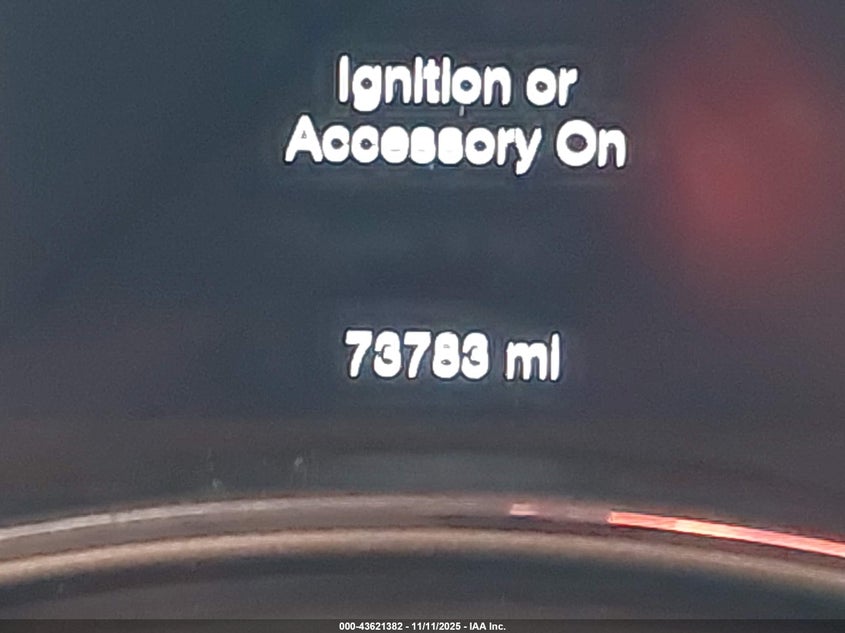 Ignition or
Accessory On
73783 mi
000-43621382 - 11/11/2025 - IAA Inc.